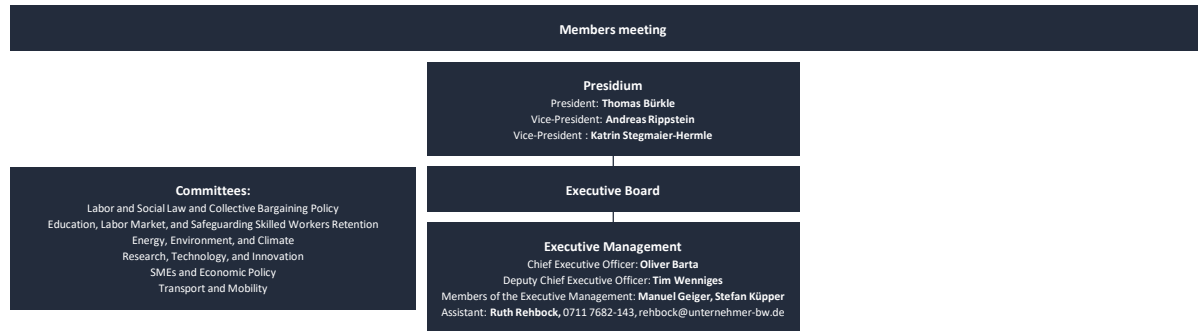 Members meeting
Presidium
President: Thomas Bürkle
Vice-President: Andreas Rippstein
Vice-President : Katrin Stegmaier-Hermle
Committees:
Labor and Social Law and Collective Bargaining Policy
Education, Labor Market, and Safeguarding Skilled Workers Retention
Energy, Environment, and Climate
Research, Technology, and Innovation
SMEs and Economic Policy
Transport and Mobility
Executive Board
Executive Management
Chief Executive Officer: Oliver Barta
Deputy Chief Executive Officer: Tim Wenniges
Members of the Executive Management: Manuel Geiger, Stefan Küpper
Assistant: Ruth Rehbock, 0711 7682-143, rehbock@unternehmer-bw.de